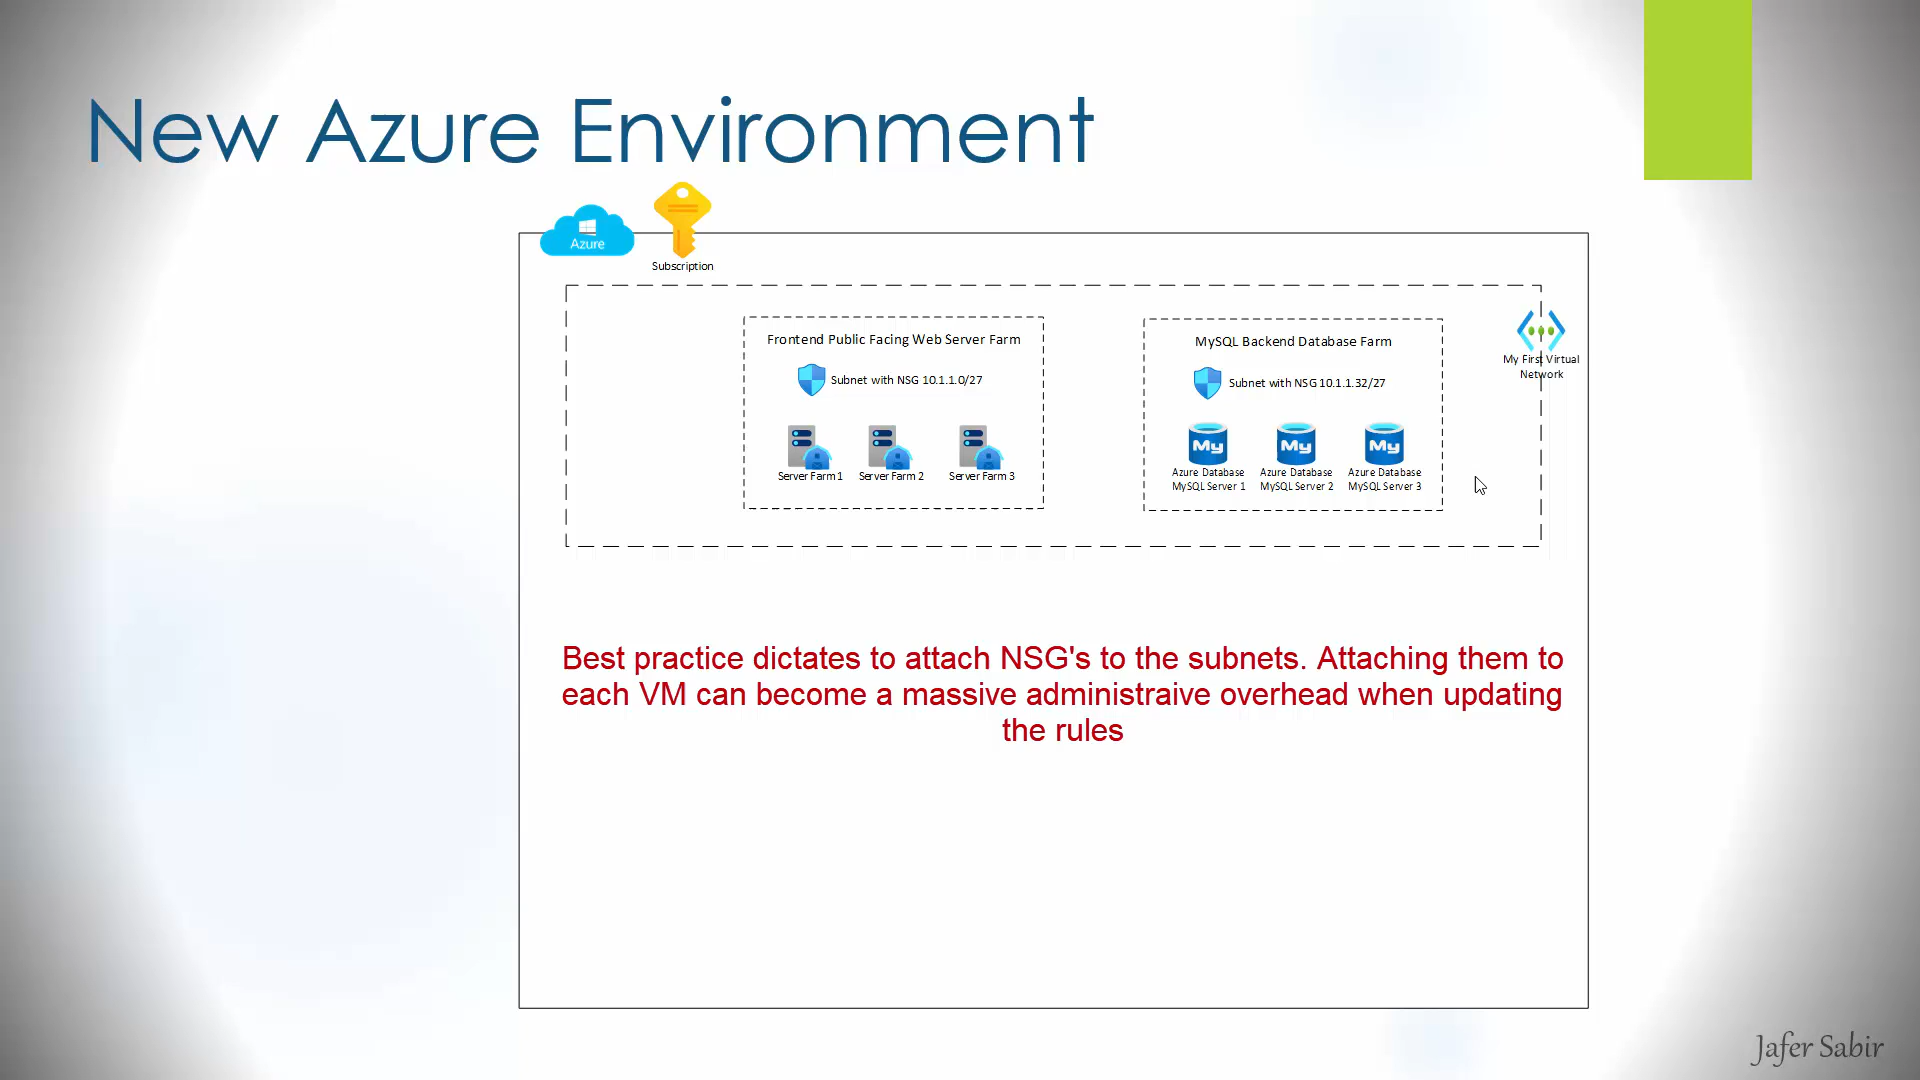 New Azure Environment
Azure
Subscription
Frontend Public Facing Web Server Farm
Subnet with NSG 10.1.1.0/27
Server Farm 1
Server Farm 2
Server Farm 3
MySQL Backend Database Farm
Subnet with NSG 10.1.1.32/27
My
My
My
Azure Database
MySQL Server 1
Azure Database
MySQL Server 2
Azure Database
MySQL Server 3
My First Virtual
Network
Best practice dictates to attach NSG's to the subnets. Attaching them to
each VM can become a massive administraive overhead when updating
the rules
Jafer Sabir